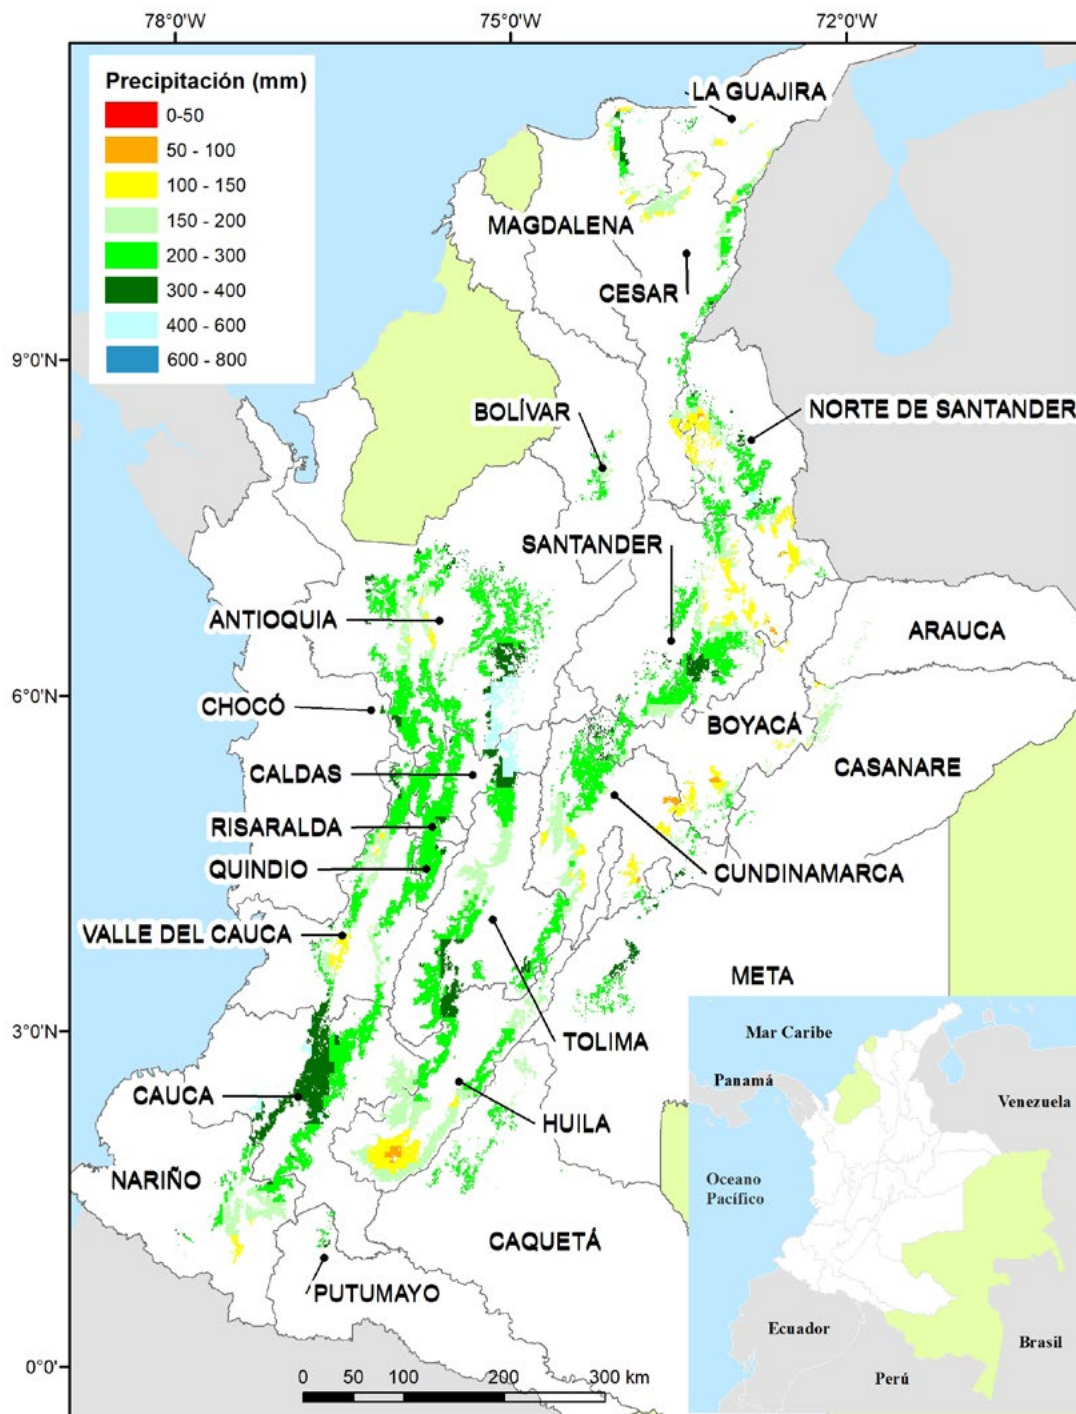 78°0'W
75°0'W
72°0'W
Precipitación (mm)
0-50
50 - 100
100 - 150
150 - 200
200 - 300
300 - 400
400 - 600
600 - 800
LA GUAJIRA
MAGDALENA
CESAR
9°0'N
BOLÍVAR
NORTE DE SANTANDER
SANTANDER
ANTIOQUIA
ARAUCA
6°0'N
CHOCÓ
BOYACÁ
CALDAS
CASANARE
RISARALDA
QUINDIO
CUNDINAMARCA
VALLE DEL CAUCA
META
3°0'N
TOLIMA
CAUCA
HUILA
NARIÑO
CAQUETÁ
PUTUMAYO
0°0'
0 50 100 200 300 km
Mar Caribe
Panamá
Venezuela
Oceano
Pacífico
Ecuador
Brasil
Perú